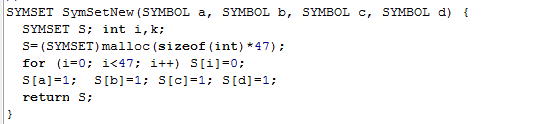 SYMSET SymSetNew(SYMBOL a, SYMBOL b, SYMBOL c, SYMBOL d) {
  SYMSET S; int i,k;
  S=(SYMSET)malloc(sizeof(int)*47);
  for (i=0; i<47; i++) S[i]=0;
  S[a]=1;  S[b]=1; S[c]=1; S[d]=1;
  return S;
}